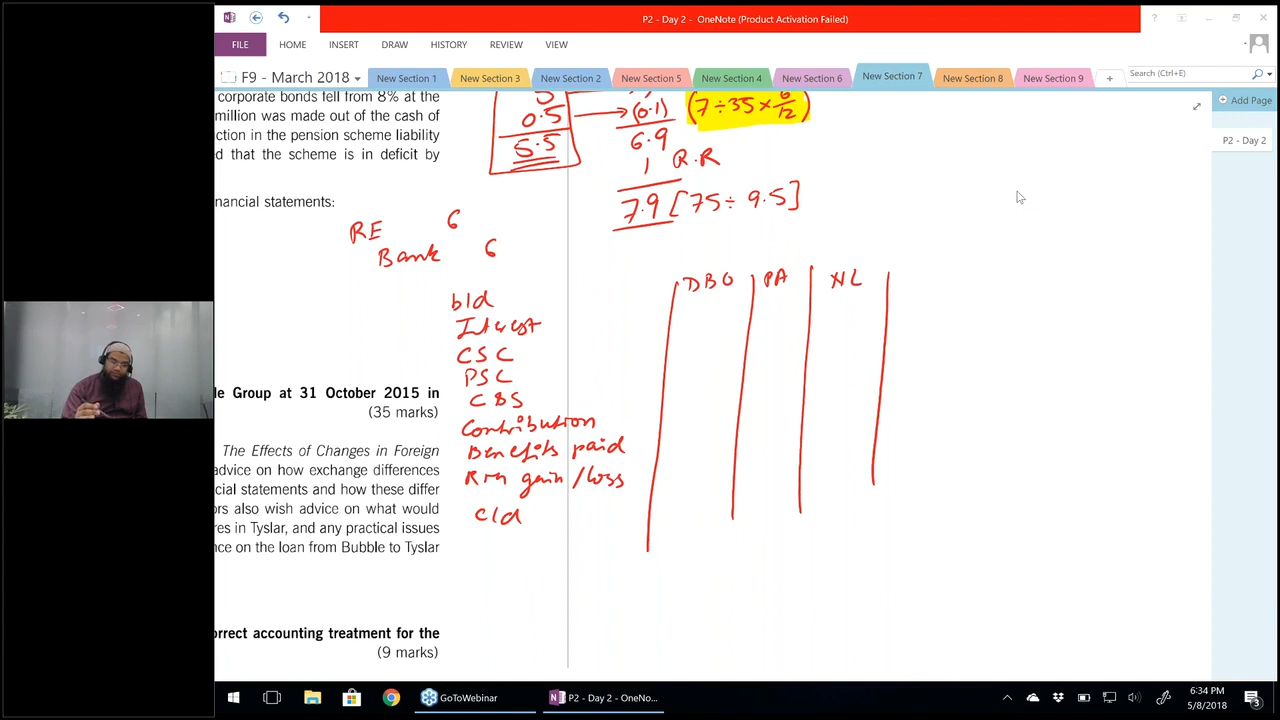 P2 - Day 2 - OneNote (Product Activation Failed)
FILE HOME INSERT DRAW HISTORY REVIEW VIEW
F9 - March 2018 New Section 1 New Section 3 New Section 2 New Section 5 New Section 4 New Section 6 New Section 7 New Section 8 New Section 9 Search (Ctrl+E)
Add Page
P2 - Day 2
corporate bonds fell from 8% at the
million was made out of the cash of
ction in the pension scheme liability
ed that the scheme is in deficit by
nancial statements:
0.5 (0.1) (7 ÷ 35 × 6/12)
5.5 6.9
1 R.R
7.9 [75 ÷ 9.5]
RE 6
Bank 6
DBO PA NL
b/d
Interest
CSC
PSC
CBS
Contribution
Benefits paid
Rm gain/loss
c/d
le Group at 31 October 2015 in
(35 marks)
The Effects of Changes in Foreign
advice on how exchange differences
cial statements and how these differ
ors also wish advice on what would
res in Tyslar, and any practical issues
nce on the loan from Bubble to Tyslar
orrect accounting treatment for the
(9 marks)
GoToWebinar P2 - Day 2 - OneNo...
6:34 PM
5/8/2018
3